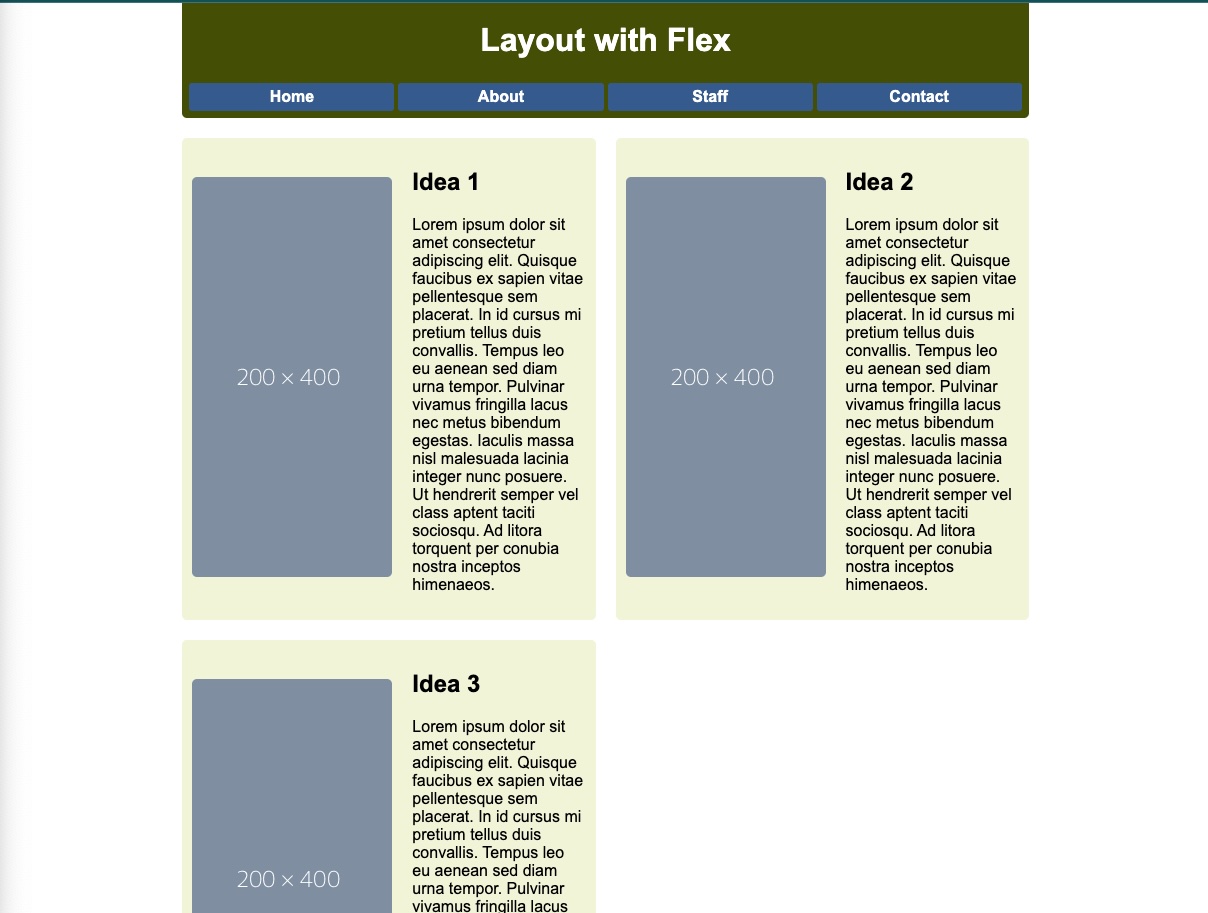 Layout with Flex
Home About Staff Contact
200 × 400
Idea 1
Lorem ipsum dolor sit
amet consectetur
adipiscing elit. Quisque
faucibus ex sapien vitae
pellentesque sem
placerat. In id cursus mi
pretium tellus duis
convallis. Tempus leo
eu aenean sed diam
urna tempor. Pulvinar
vivamus fringilla lacus
nec metus bibendum
egestas. Iaculis massa
nisl malesuada lacinia
integer nunc posuere.
Ut hendrerit semper vel
class aptent taciti
sociosqu. Ad litora
torquent per conubia
nostra inceptos
himenaeos.
200 × 400
Idea 2
Lorem ipsum dolor sit
amet consectetur
adipiscing elit. Quisque
faucibus ex sapien vitae
pellentesque sem
placerat. In id cursus mi
pretium tellus duis
convallis. Tempus leo
eu aenean sed diam
urna tempor. Pulvinar
vivamus fringilla lacus
nec metus bibendum
egestas. Iaculis massa
nisl malesuada lacinia
integer nunc posuere.
Ut hendrerit semper vel
class aptent taciti
sociosqu. Ad litora
torquent per conubia
nostra inceptos
himenaeos.
200 × 400
Idea 3
Lorem ipsum dolor sit
amet consectetur
adipiscing elit. Quisque
faucibus ex sapien vitae
pellentesque sem
placerat. In id cursus mi
pretium tellus duis
convallis. Tempus leo
eu aenean sed diam
urna tempor. Pulvinar
vivamus fringilla lacus